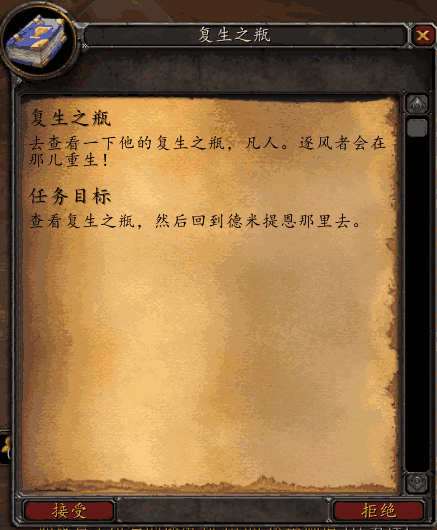 复生之瓶
复生之瓶
去查看一下他的复生之瓶，凡人。逐风者会在
那儿重生！
任务目标
查看复生之瓶，然后回到德米提恩那里去。
接受
拒绝